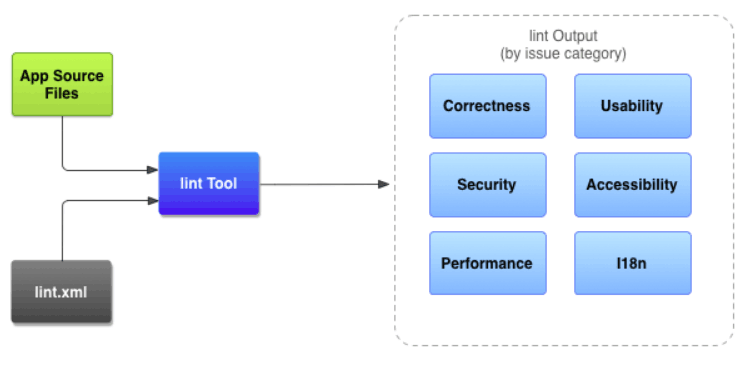 lint Output
(by issue category)
App Source
Files
Correctness
Usability
lint Tool
Security
Accessibility
lint.xml
Performance
I18n